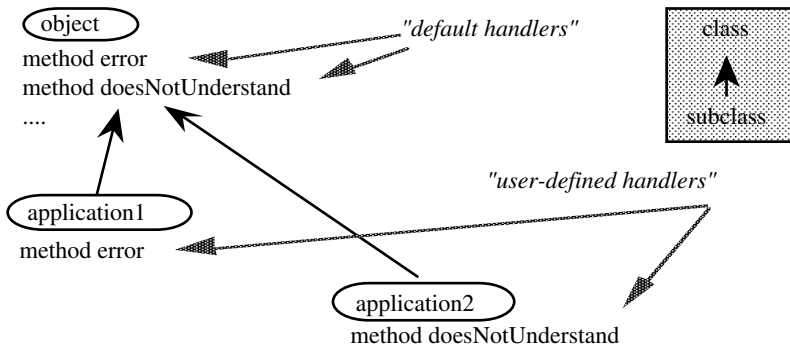 object
"default handlers"
class
method error
method doesNotUnderstand
....
subclass
"user-defined handlers"
application1
method error
application2
method doesNotUnderstand